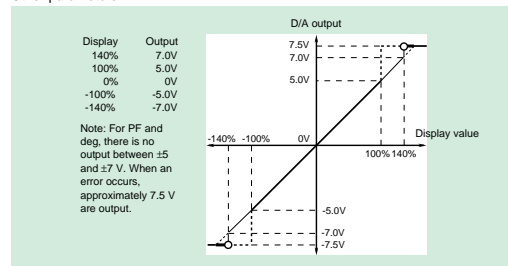 Display Output
140% 7.0V
100% 5.0V
0% 0V
-100% -5.0V
-140% -7.0V
Note: For PF and
deg, there is no
output between ±5
and ±7 V. When an
error occurs,
approximately 7.5 V
are output.
D/A output
7.5V
7.0V
5.0V
-140% -100% 0V Display value
100% 140%
-5.0V
-7.0V
-7.5V